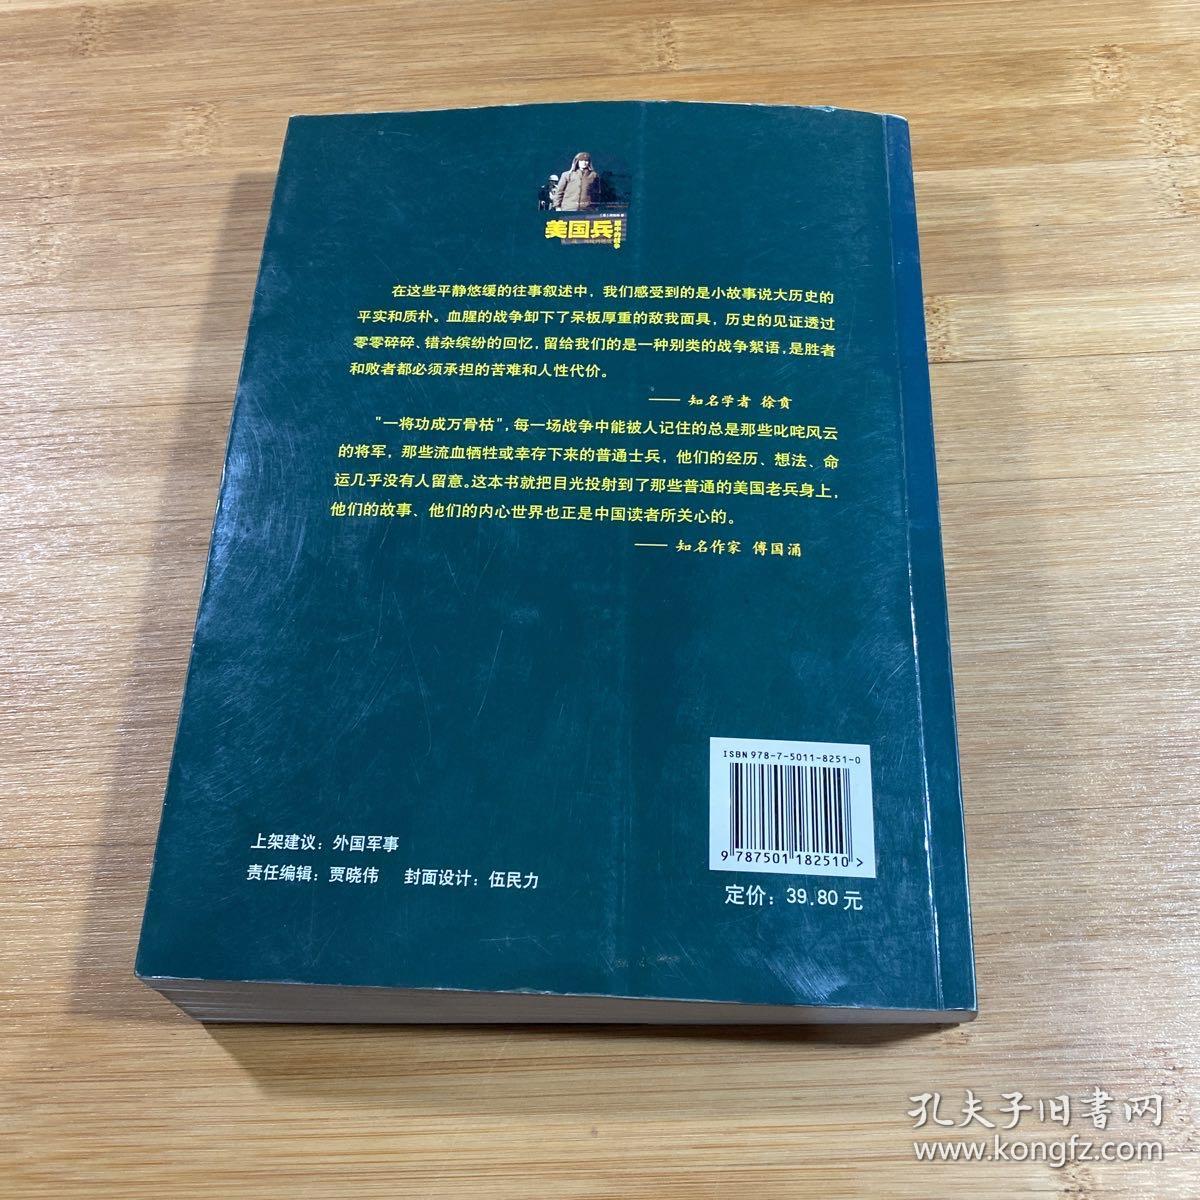 美国兵
眼中的战争
在这些平静悠缓的往事叙述中，我们感受到的是小故事说大历史的
平实和质朴。血腥的战争卸下了呆板厚重的敌我面具，历史的见证透过
零零碎碎、错杂缤纷的回忆，留给我们的是一种别类的战争絮语，是胜者
和败者都必须承担的苦难和人性代价。
—— 知名学者 徐贲
"一将功成万骨枯"，每一场战争中能被人记住的总是那些叱咤风云
的将军，那些流血牺牲或幸存下来的普通士兵，他们的经历、想法、命
运几乎没有人留意。这本书就把目光投射到了那些普通的美国老兵身上，
他们的故事、他们的内心世界也正是中国读者所关心的。
—— 知名作家 傅国涌
ISBN 978-7-5011-8251-0
9 787501 182510 >
定价：39.80元
上架建议：外国军事
责任编辑：贾晓伟 封面设计：伍民力
孔夫子旧书网
www.kongfz.com